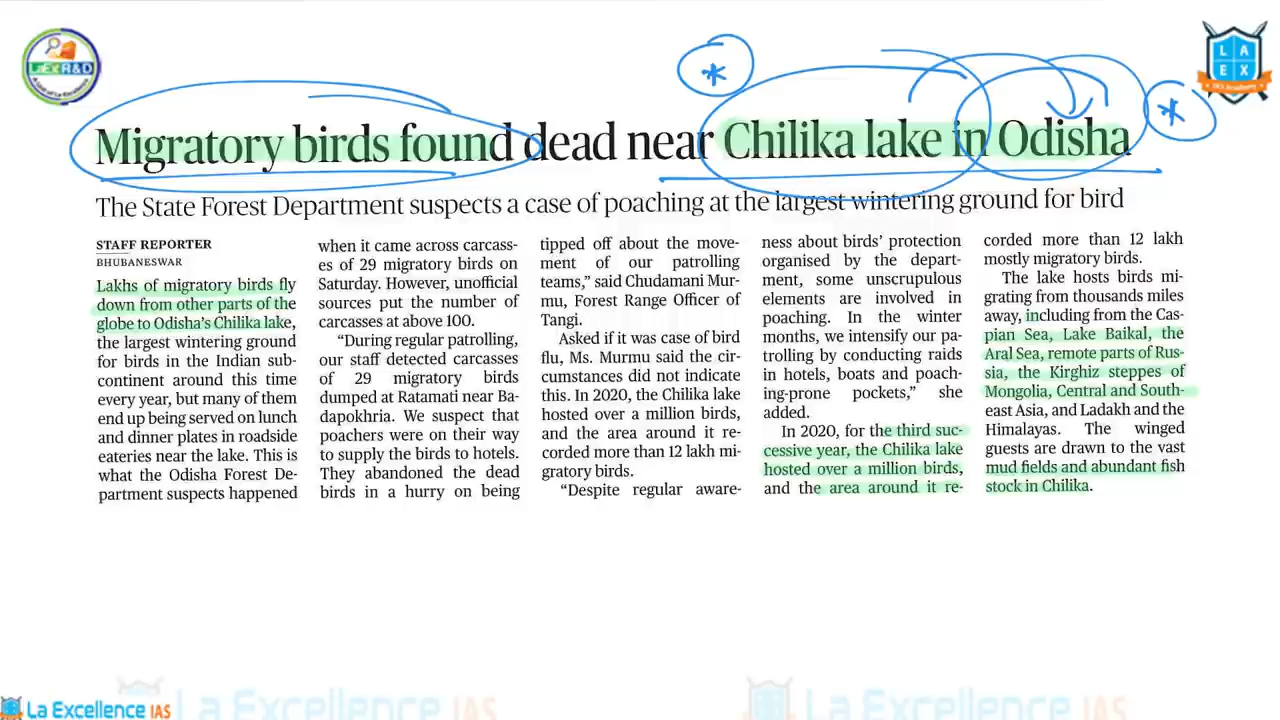 LaEx R&D
L A
E X
Migratory birds found dead near Chilika lake in Odisha
The State Forest Department suspects a case of poaching at the largest wintering ground for bird
STAFF REPORTER
BHUBANESWAR
Lakhs of migratory birds fly
down from other parts of the
globe to Odisha's Chilika lake,
the largest wintering ground
for birds in the Indian sub-
continent around this time
every year, but many of them
end up being served on lunch
and dinner plates in roadside
eateries near the lake. This is
what the Odisha Forest De-
partment suspects happened
when it came across carcass-
es of 29 migratory birds on
Saturday. However, unofficial
sources put the number of
carcasses at above 100.
"During regular patrolling,
our staff detected carcasses
of 29 migratory birds
dumped at Ratamati near Ba-
dapokhria. We suspect that
poachers were on their way
to supply the birds to hotels.
They abandoned the dead
birds in a hurry on being
tipped off about the move-
ment of our patrolling
teams," said Chudamani Mur-
mu, Forest Range Officer of
Tangi.
Asked if it was case of bird
flu, Ms. Murmu said the cir-
cumstances did not indicate
this. In 2020, the Chilika lake
hosted over a million birds,
and the area around it re-
corded more than 12 lakh mi-
gratory birds.
"Despite regular aware-
ness about birds' protection
organised by the depart-
ment, some unscrupulous
elements are involved in
poaching. In the winter
months, we intensify our pa-
trolling by conducting raids
in hotels, boats and poach-
ing-prone pockets," she
added.
In 2020, for the third suc-
cessive year, the Chilika lake
hosted over a million birds,
and the area around it re-
corded more than 12 lakh
mostly migratory birds.
The lake hosts birds mi-
grating from thousands miles
away, including from the Cas-
pian Sea, Lake Baikal, the
Aral Sea, remote parts of Rus-
sia, the Kirghiz steppes of
Mongolia, Central and South-
east Asia, and Ladakh and the
Himalayas. The winged
guests are drawn to the vast
mud fields and abundant fish
stock in Chilika.
La Excellence IAS
La Excellence IAS
La Excellence IAS